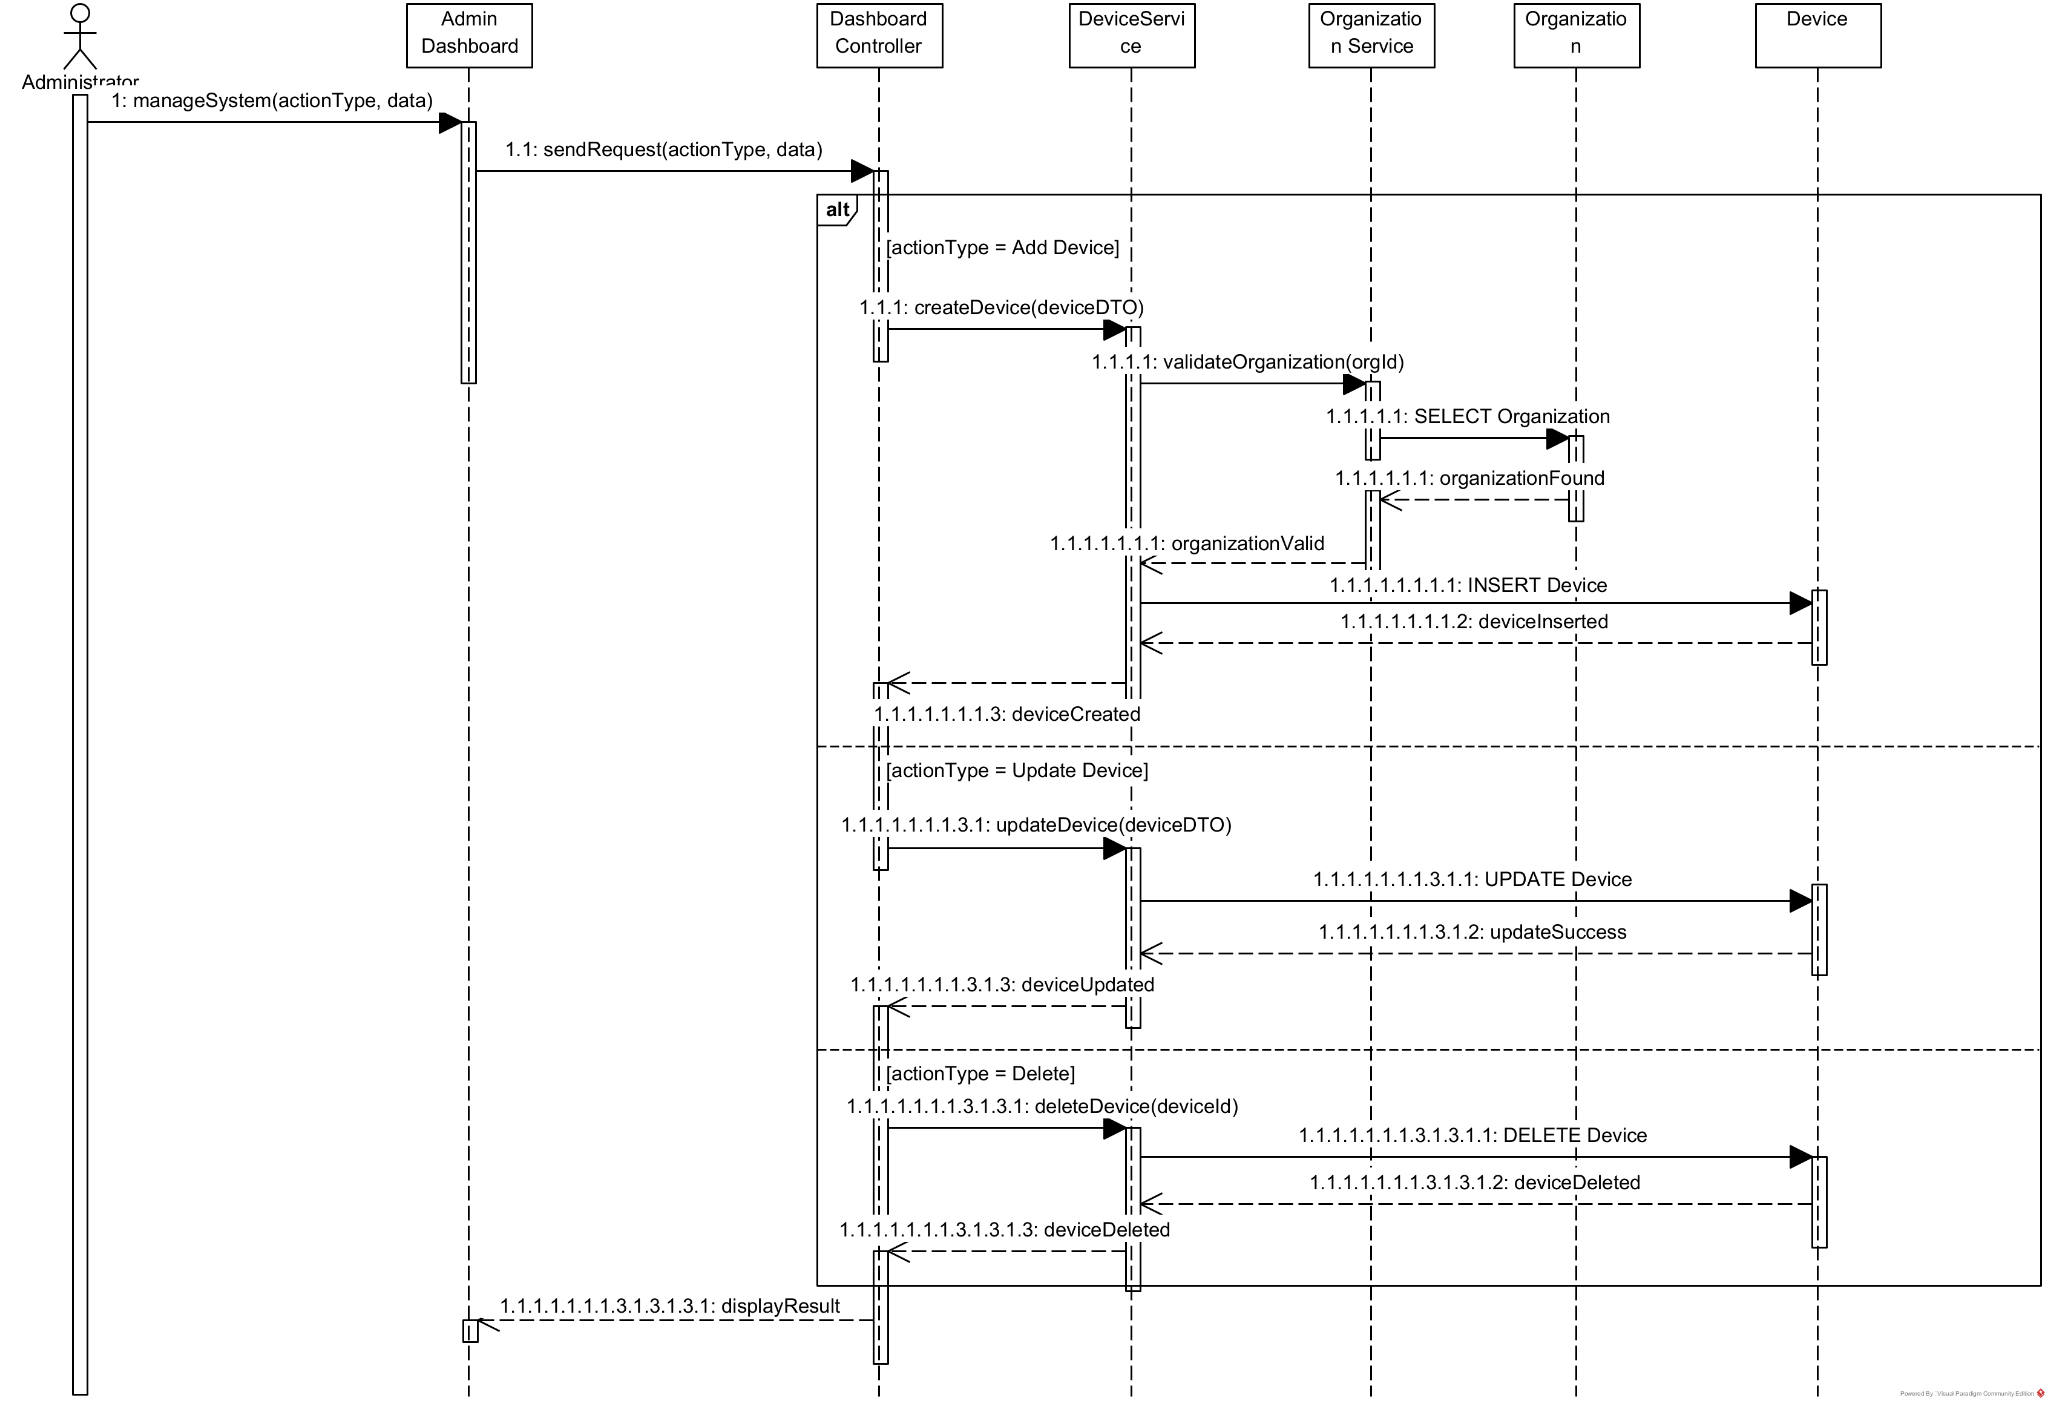 Administrator
Admin
Dashboard
Dashboard
Controller
DeviceServi
ce
Organizatio
n Service
Organizatio
n
Device
1: manageSystem(actionType, data)
1.1: sendRequest(actionType, data)
alt
[actionType = Add Device]
1.1.1: createDevice(deviceDTO)
1.1.1.1: validateOrganization(orgId)
1.1.1.1.1: SELECT Organization
1.1.1.1.1.1: organizationFound
1.1.1.1.1.1.1: organizationValid
1.1.1.1.1.1.1.1: INSERT Device
1.1.1.1.1.1.1.2: deviceInserted
1.1.1.1.1.1.1.3: deviceCreated
[actionType = Update Device]
1.1.1.1.1.1.1.3.1: updateDevice(deviceDTO)
1.1.1.1.1.1.1.3.1.1: UPDATE Device
1.1.1.1.1.1.1.3.1.2: updateSuccess
1.1.1.1.1.1.1.3.1.3: deviceUpdated
[actionType = Delete]
1.1.1.1.1.1.1.3.1.3.1: deleteDevice(deviceId)
1.1.1.1.1.1.1.3.1.3.1.1: DELETE Device
1.1.1.1.1.1.1.3.1.3.1.2: deviceDeleted
1.1.1.1.1.1.1.3.1.3.1.3: deviceDeleted
1.1.1.1.1.1.1.3.1.3.1.3.1: displayResult
Powered By: Visual Paradigm Community Edition